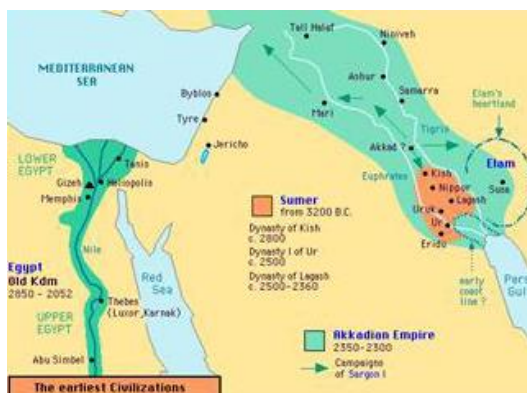 MEDITERRANEAN
SEA
Tell Halaf
Niniveh
Ashur
Samarra
Mari
Tigris
Elam's
heartland
Byblos
Tyre
Jericho
Akkad ?
Elam
Susa
Euphrates
Kish
Nippur
Lagash
Uruk
Ur
Eridu
LOWER
EGYPT
Tanis
Gizeh
Heliopolis
Memphis
Nile
Egypt
Old Kdm
2850 - 2052
Red
Sea
Thebes
(Luxor,Karnak)
UPPER
EGYPT
Abu Simbel
Sumer
from 3200 B.C.
Dynasty of Kish
c. 2800
Dynasty I of Ur
c. 2500
Dynasty of Lagash
c. 2500-2360
early
coast
line ?
Pers
Gul
Akkadian Empire
2350-2300
Campaigns
of Sargon I
The earliest Civilizations